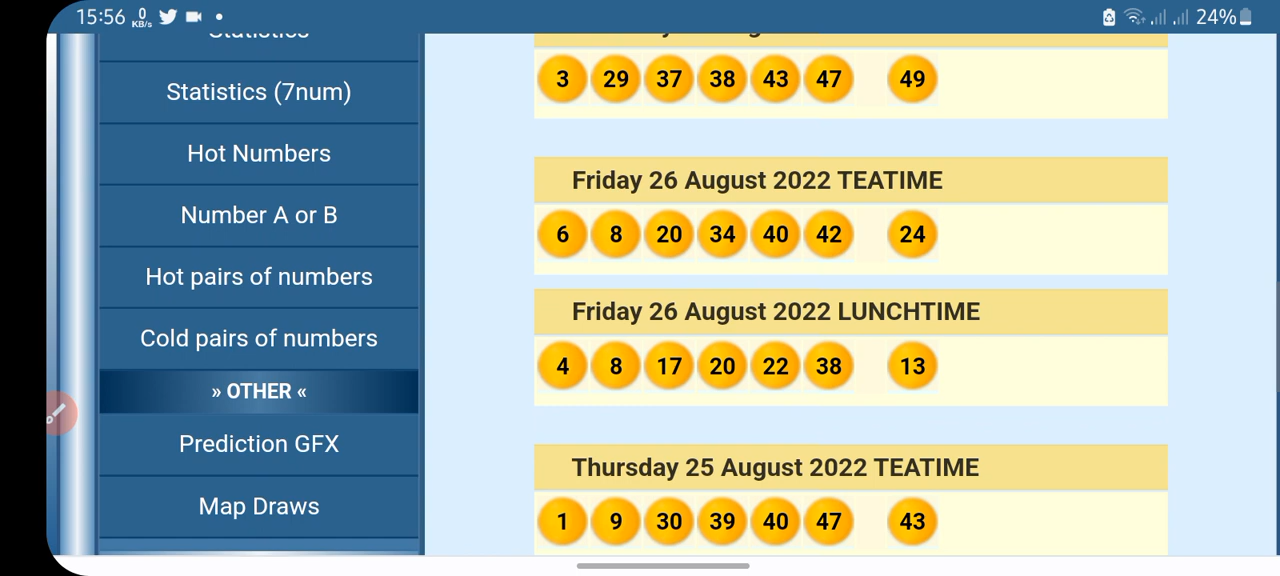 15:56 0 KB/s 24%
Statistics
Statistics (7num)
Hot Numbers
Number A or B
Hot pairs of numbers
Cold pairs of numbers
» OTHER «
Prediction GFX
Map Draws
3 29 37 38 43 47 49
Friday 26 August 2022 TEATIME
6 8 20 34 40 42 24
Friday 26 August 2022 LUNCHTIME
4 8 17 20 22 38 13
Thursday 25 August 2022 TEATIME
1 9 30 39 40 47 43